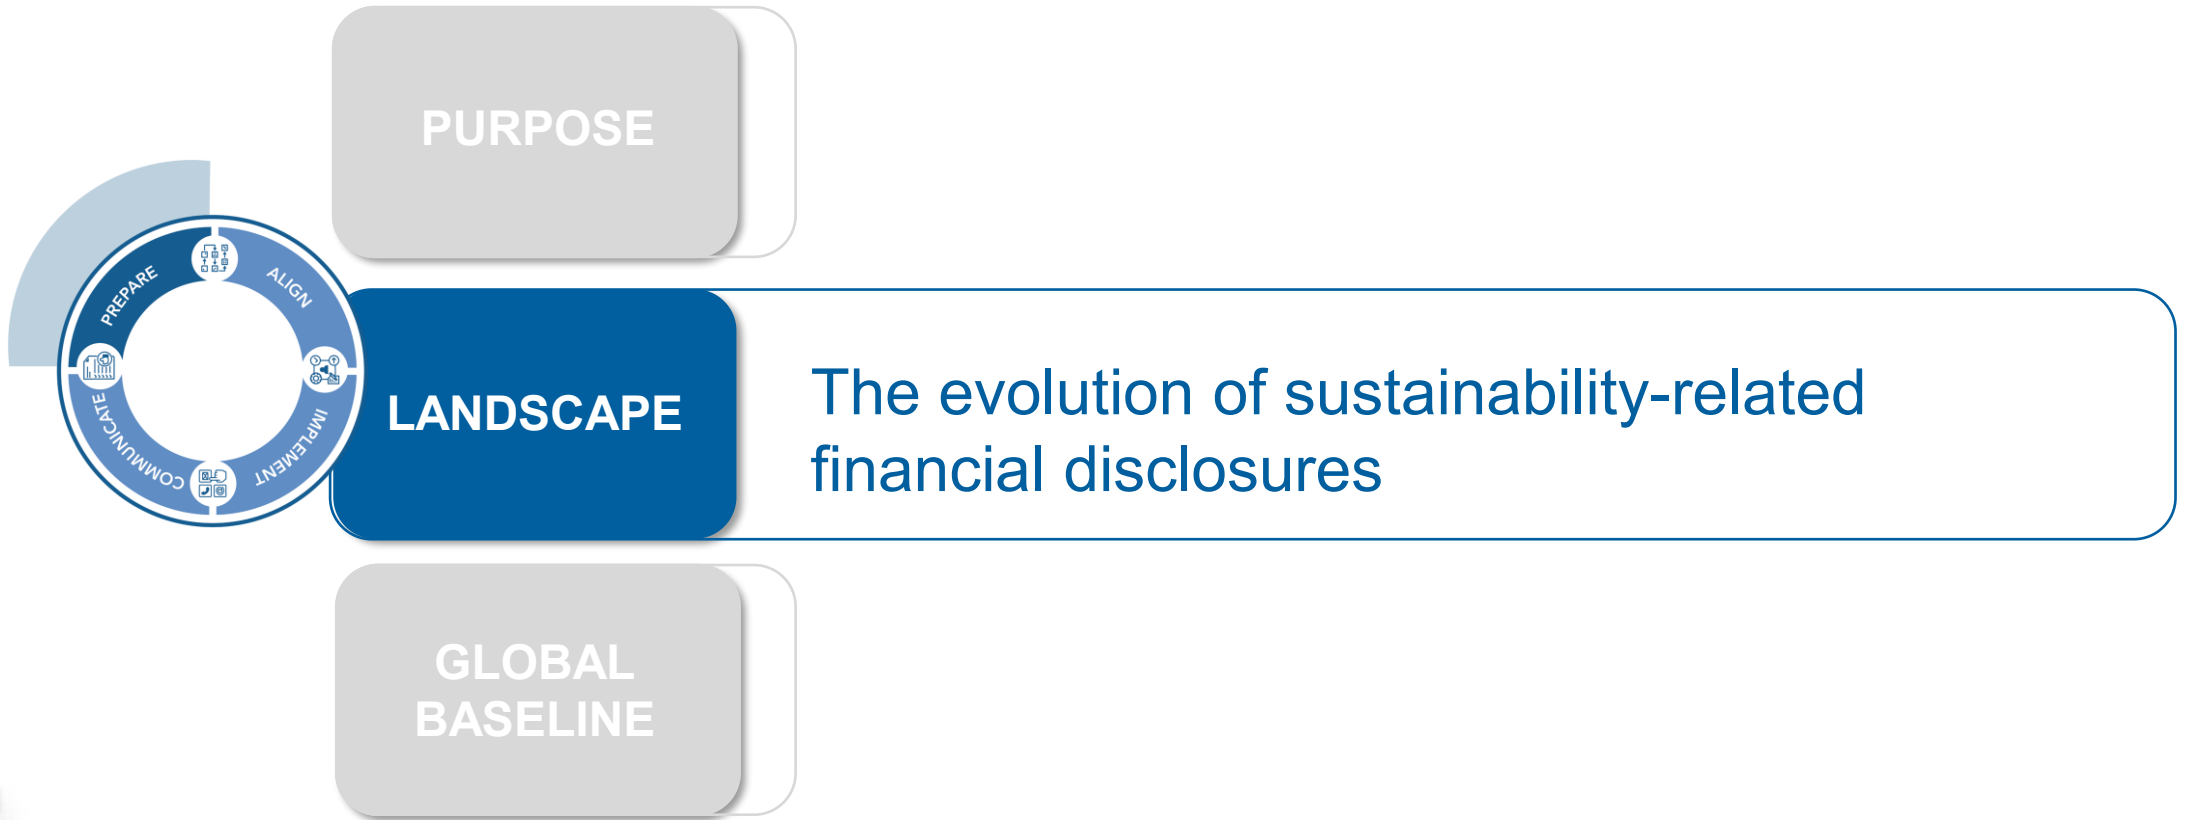 PURPOSE
PREPARE
ALIGN
IMPLEMENT
COMMUNICATE
LANDSCAPE
The evolution of sustainability-related
financial disclosures
GLOBAL
BASELINE